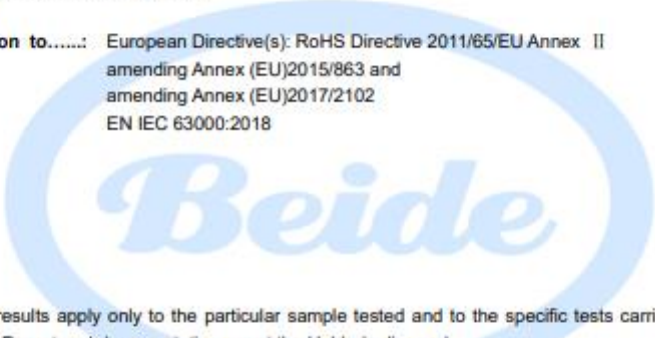 on to......: European Directive(s): RoHS Directive 2011/65/EU Annex II
amending Annex (EU)2015/863 and
amending Annex (EU)2017/2102
EN IEC 63000:2018
Beide
results apply only to the particular sample tested and to the specific tests carri